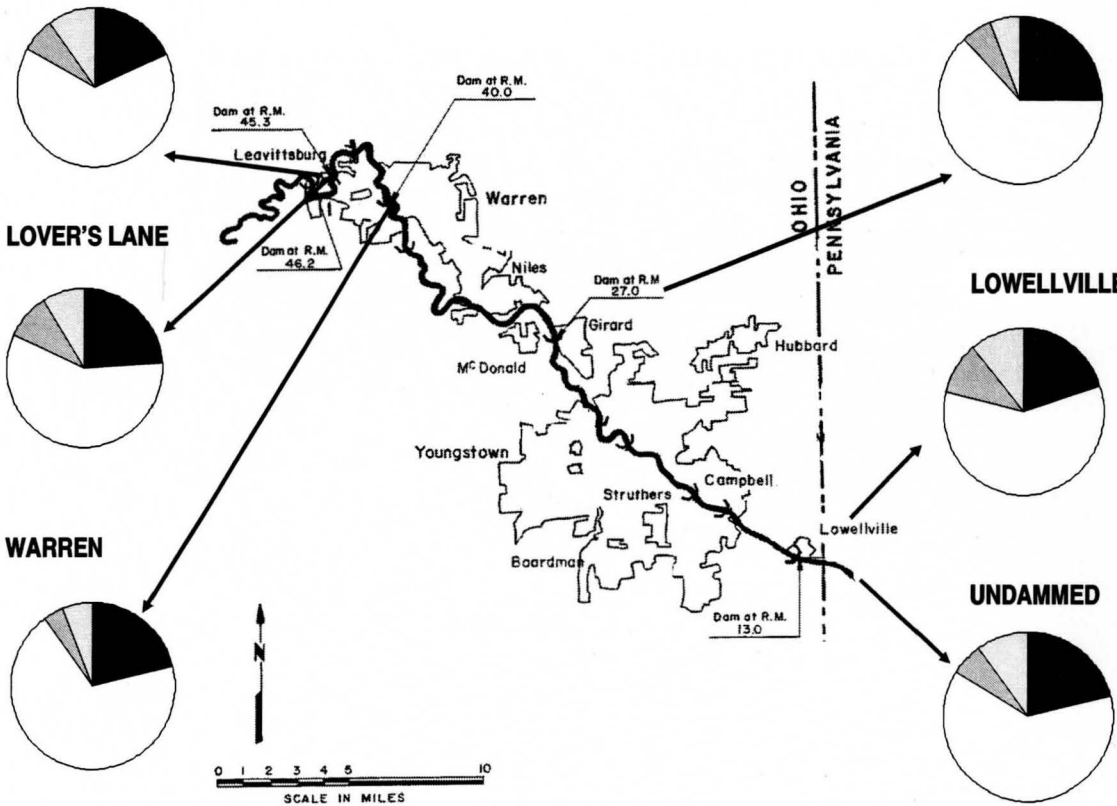 Dam at R.M.
40.0
Dam at R.M.
45.3
Leavittsburg
Warren
OHIO
PENNSYLVANIA
LOVER'S LANE
Dam at R.M.
46.2
Niles
Dam at R.M
27.0
LOWELLVILLE
Girard
Hubbard
McDonald
Youngstown
Campbell
Struthers
Lowellville
WARREN
Boardman
UNDAMMED
Dam at R.M.
13.0
N
0 1 2 3 4 5 10
SCALE IN MILES